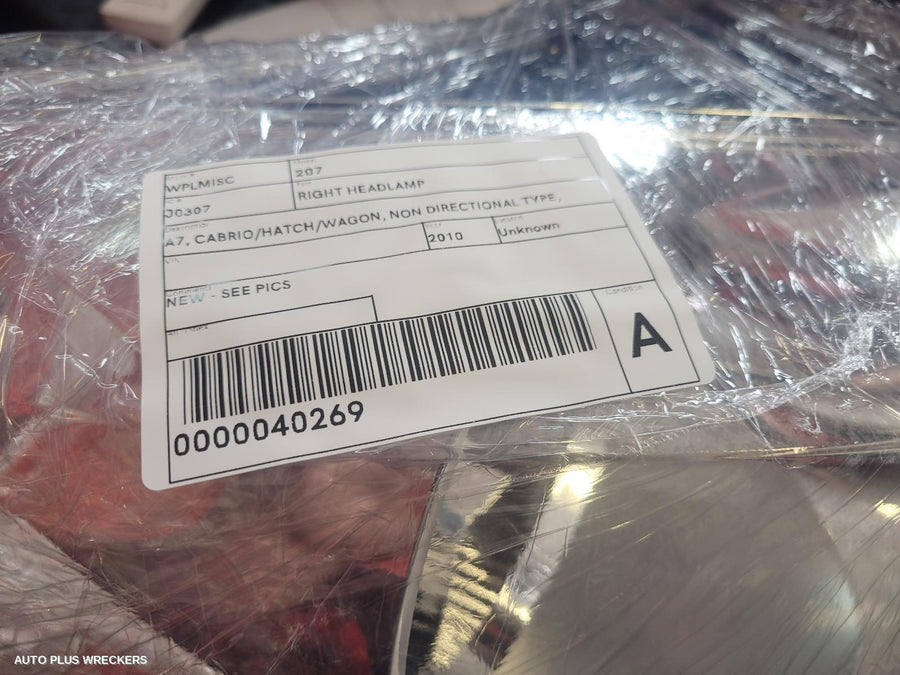 WPLMISC
207
J0307
RIGHT HEADLAMP
A7, CABRIO/HATCH/WAGON, NON DIRECTIONAL TYPE,
2010
Unknown
NEW - SEE PICS
Condition
A
0000040269
AUTO PLUS WRECKERS